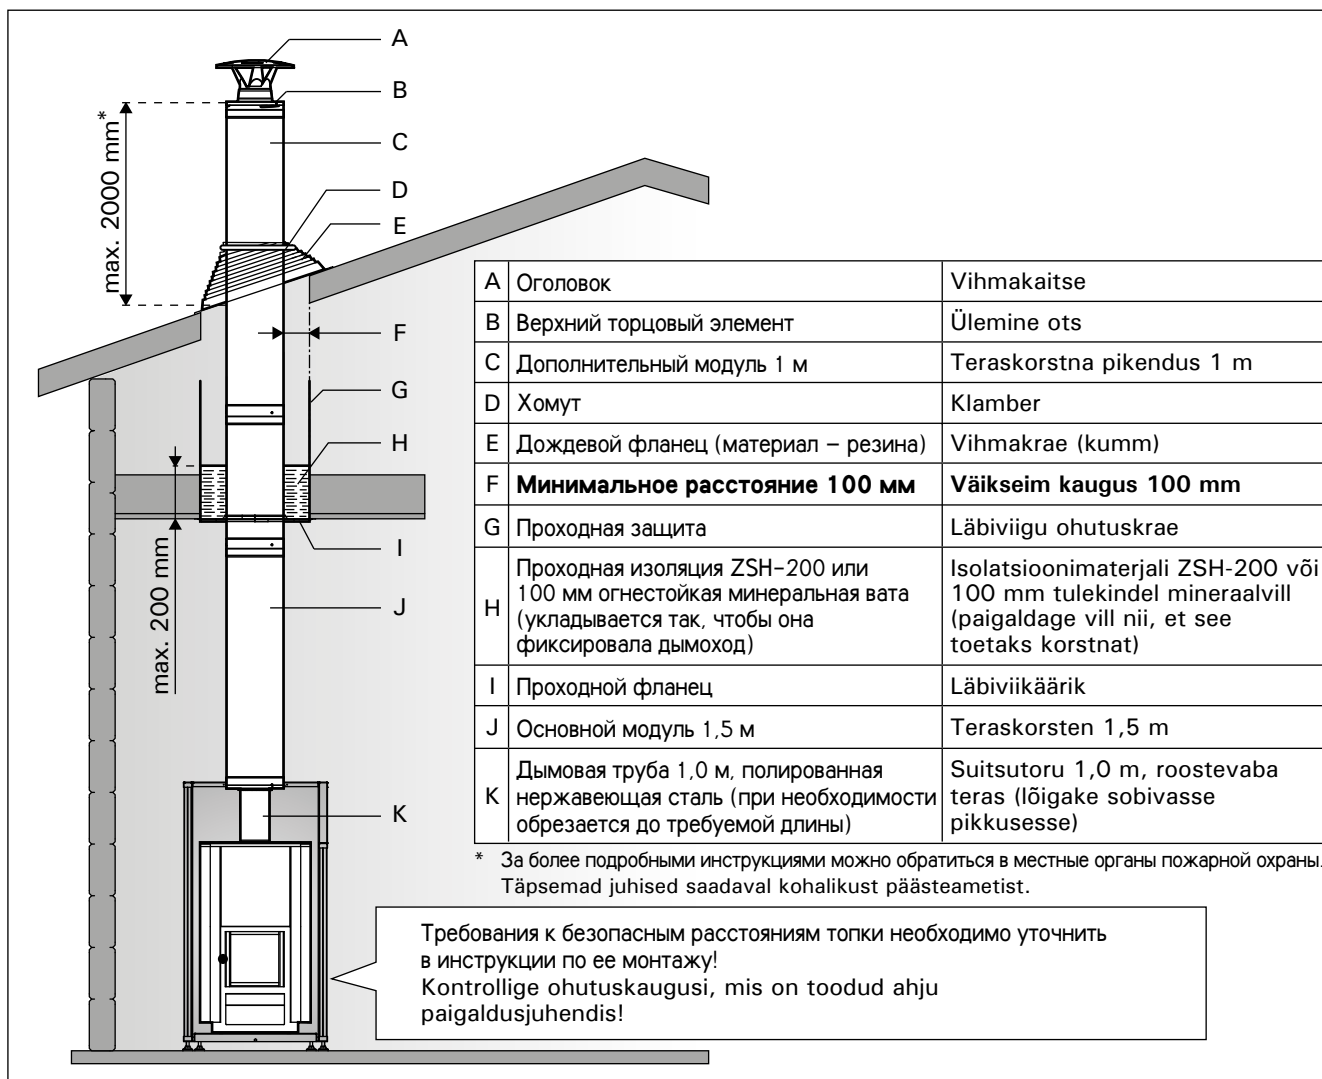 A
B
C
D
E
F
G
H
I
J
K
max. 2000 mm*
max. 200 mm
A Оголовок Vihmakaitse
B Верхний торцовый элемент Ülemine ots
C Дополнительный модуль 1 м Teraskorstna pikendus 1 m
D Хомут Klamber
E Дождевой фланец (материал – резина) Vihmakrae (kumm)
F Минимальное расстояние 100 мм Väikseim kaugus 100 mm
G Проходная защита Läbiviigu ohutuskrae
H Проходная изоляция ZSH-200 или
100 мм огнестойкая минеральная вата
(укладывается так, чтобы она
фиксировала дымоход)
Isolatsioonimaterjali ZSH-200 või
100 mm tulekindel mineraalvill
(paigaldage vill nii, et see
toetaks korstnat)
I Проходной фланец Läbiviikäärik
J Основной модуль 1,5 м Teraskorsten 1,5 m
K Дымовая труба 1,0 м, полированная
нержавеющая сталь (при необходимости
обрезается до требуемой длины)
Suitsutoru 1,0 m, roostevaba
teras (lõigake sobivasse
pikkusesse)
* За более подробными инструкциями можно обратиться в местные органы пожарной охраны.
Täpsemad juhised saadaval kohalikust päästeametist.
Требования к безопасным расстояниям топки необходимо уточнить
в инструкции по ее монтажу!
Kontrollige ohutuskaugusi, mis on toodud ahju
paigaldusjuhendis!